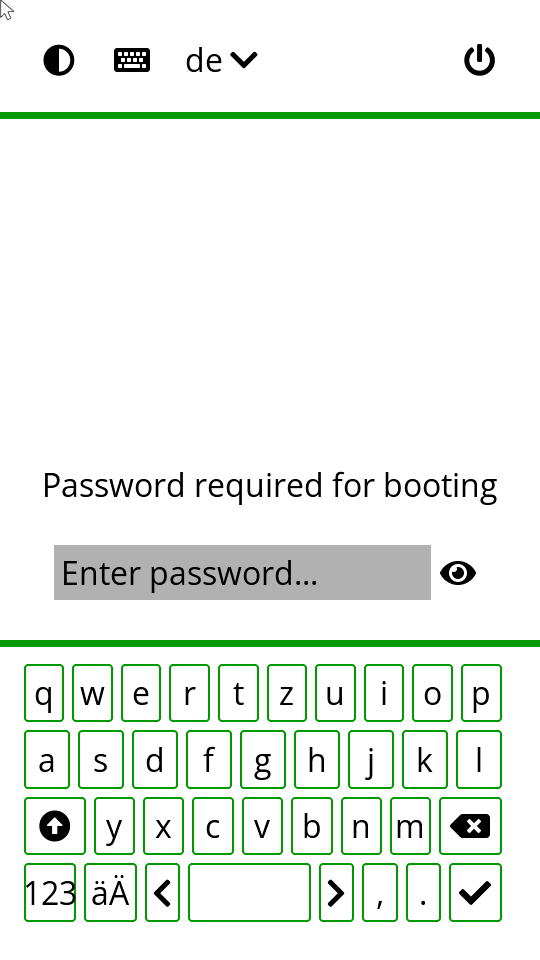 de
Password required for booting
Enter password...
q w e r t z u i o p
a s d f g h j k l
y x c v b n m
123 äÄ , .